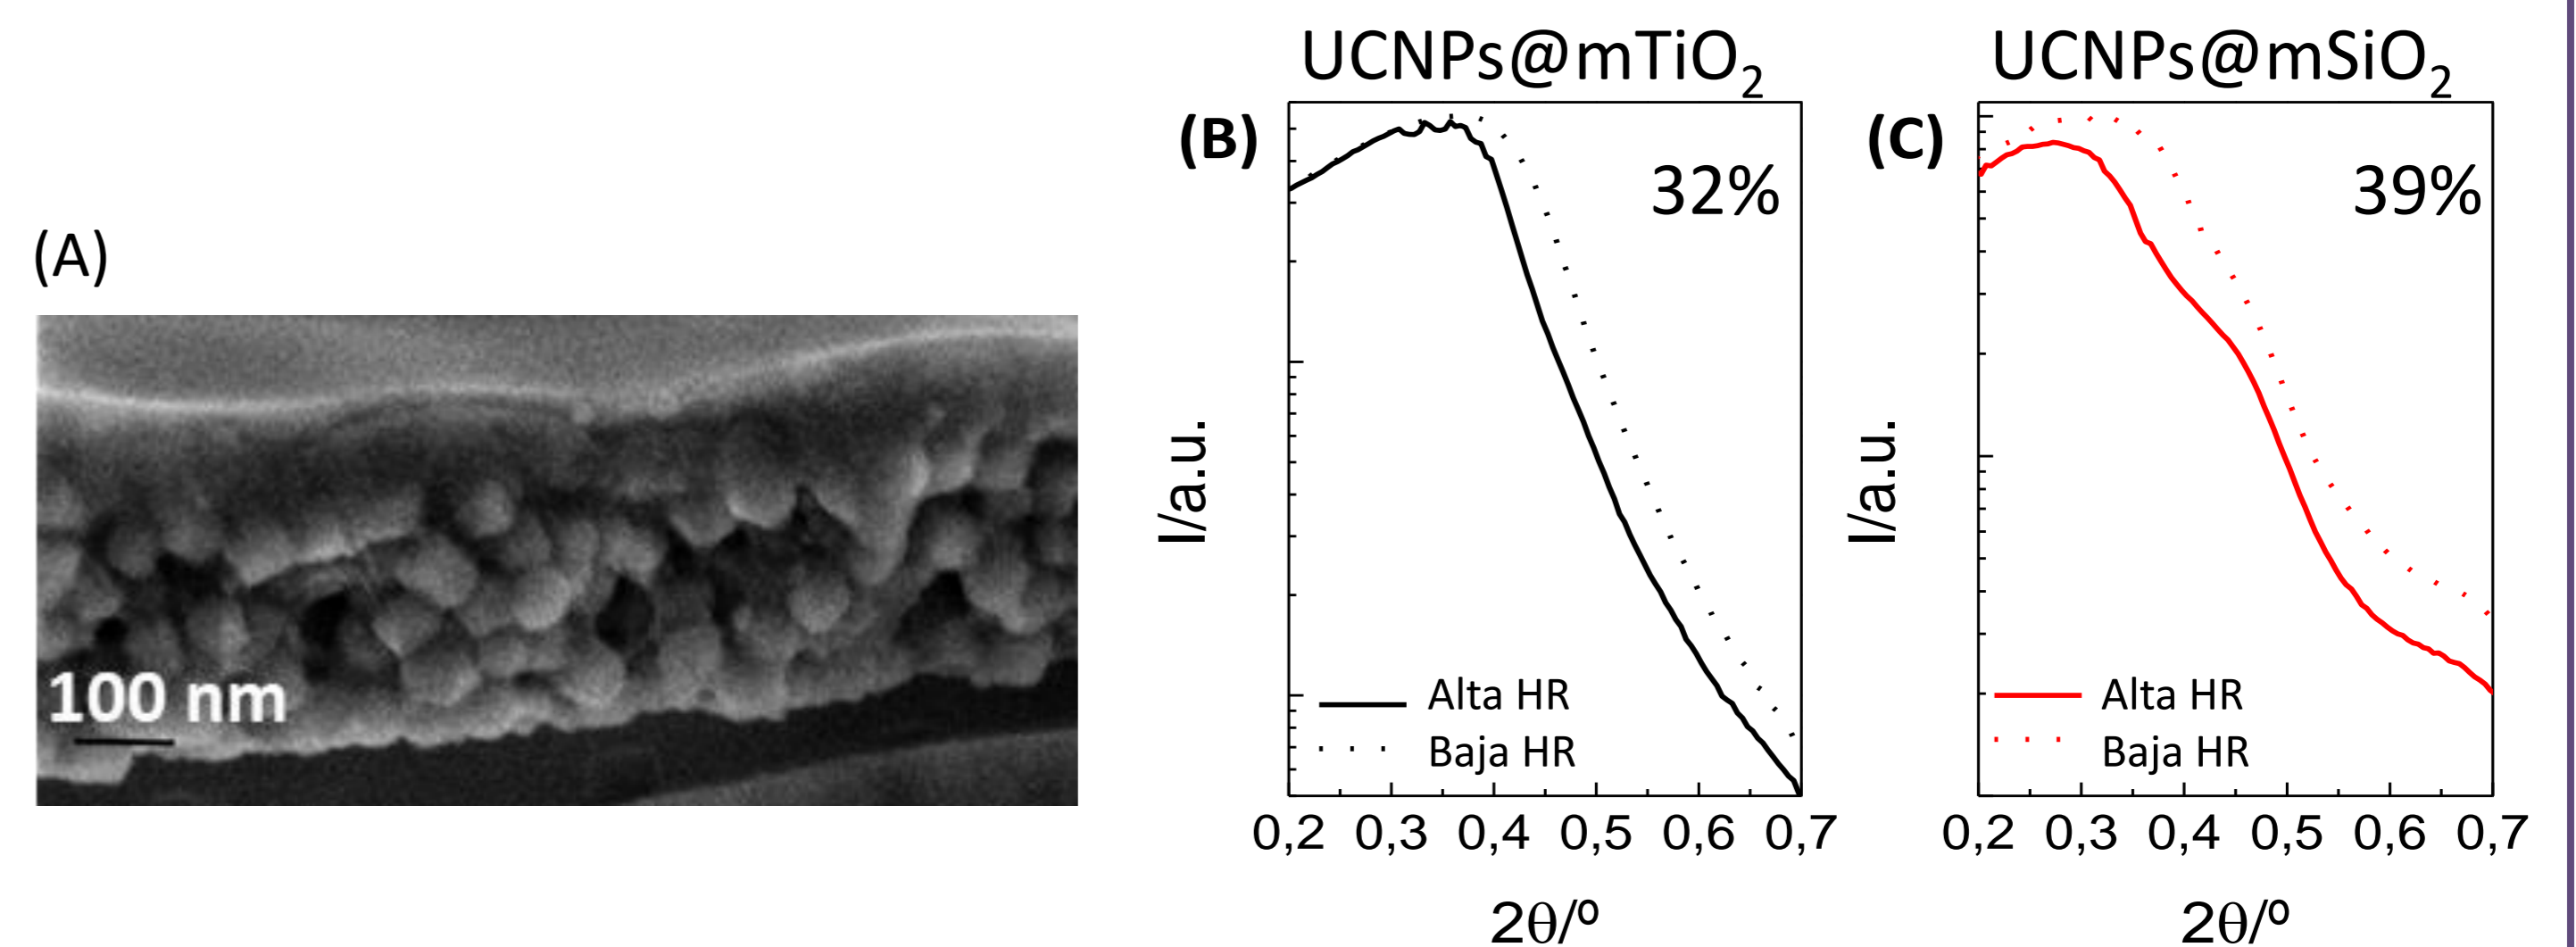 (A)
100 nm
UCNPs@mTiO₂
(B)
32%
I/a.u.
Alta HR
Baja HR
0,2 0,3 0,4 0,5 0,6 0,7
2θ/º
UCNPs@mSiO₂
(C)
39%
I/a.u.
Alta HR
Baja HR
0,2 0,3 0,4 0,5 0,6 0,7
2θ/º